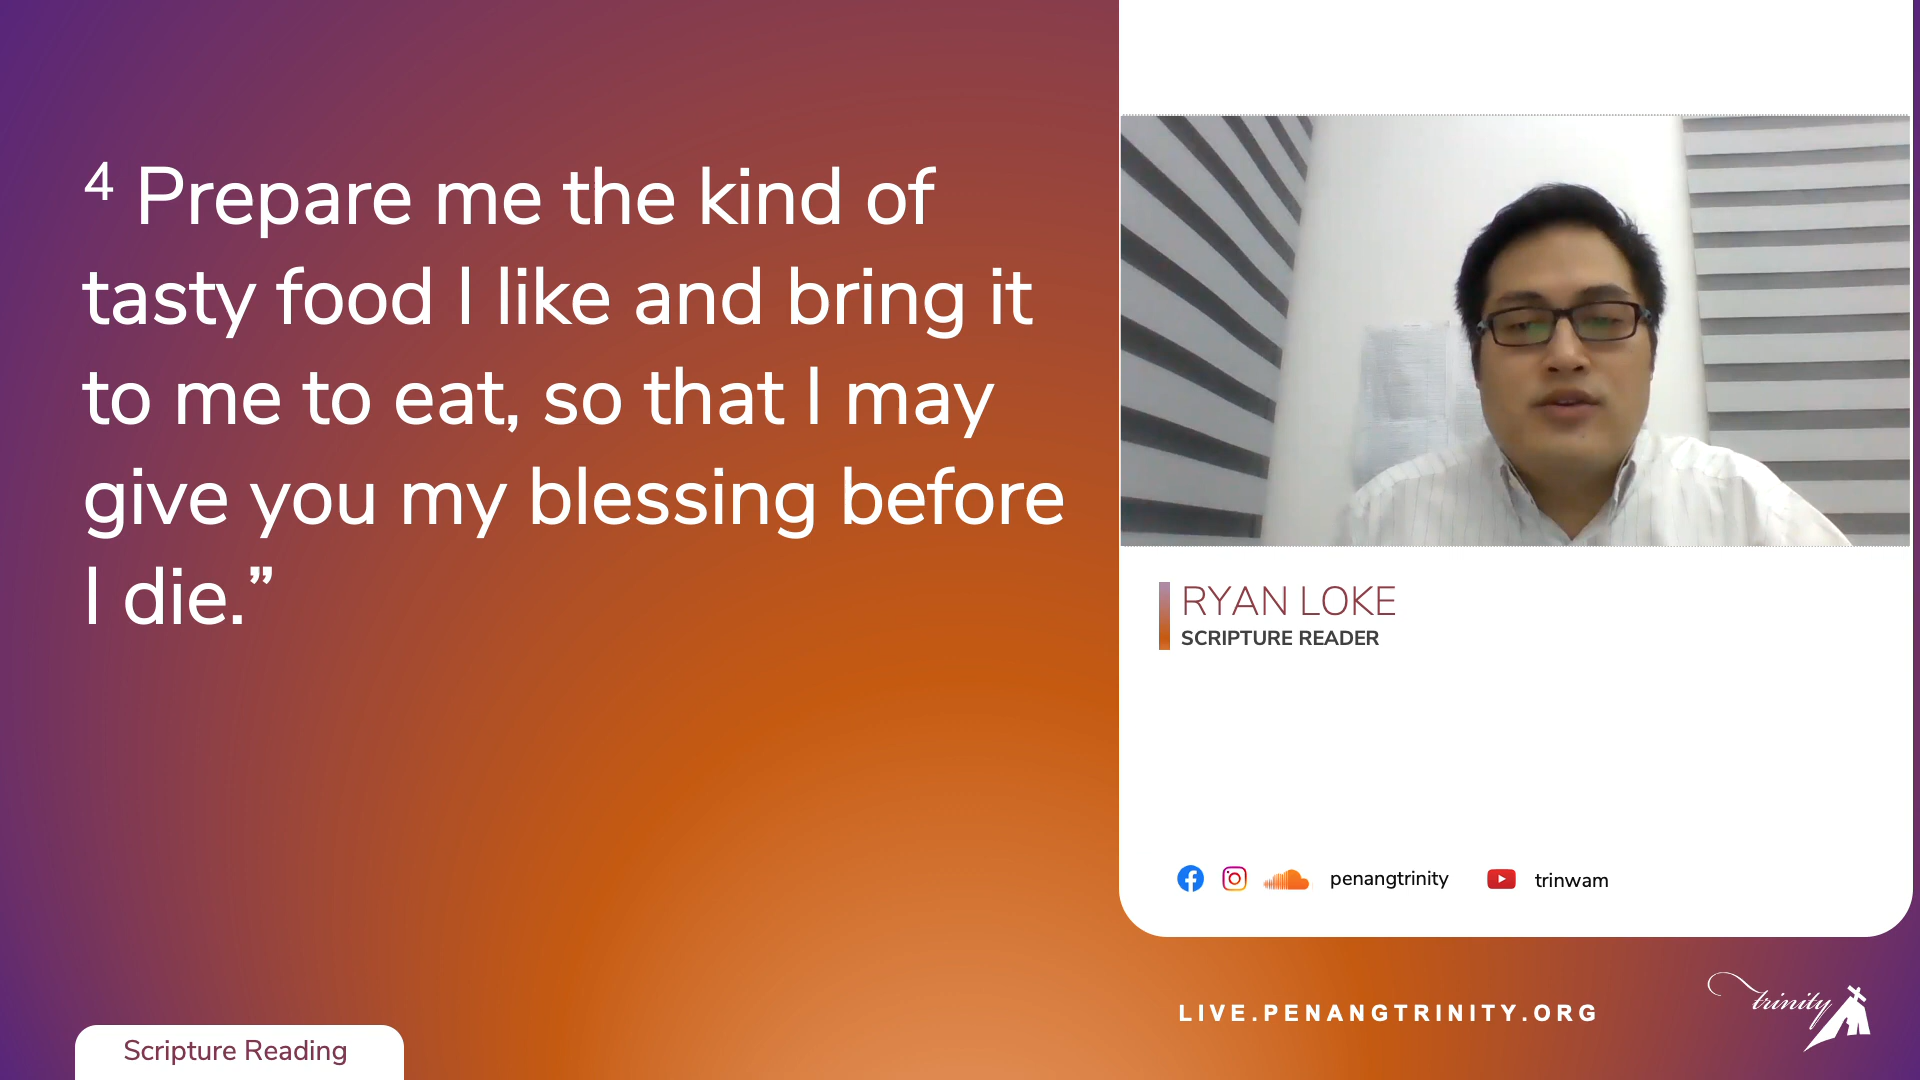 4 Prepare me the kind of
tasty food I like and bring it
to me to eat, so that I may
give you my blessing before
I die.”
RYAN LOKE
SCRIPTURE READER
penangtrinity
trinwam
LIVE.PENANGTRINITY.ORG
trinity
Scripture Reading